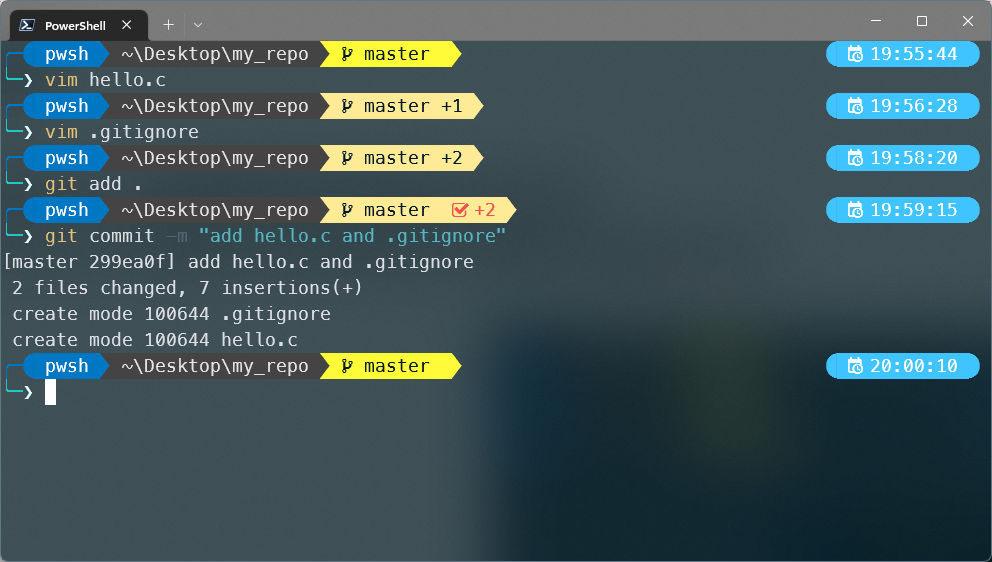 PowerShell
pwsh ~\Desktop\my_repo master 19:55:44
❯ vim hello.c
pwsh ~\Desktop\my_repo master +1 19:56:28
❯ vim .gitignore
pwsh ~\Desktop\my_repo master +2 19:58:20
❯ git add .
pwsh ~\Desktop\my_repo master +2 19:59:15
❯ git commit -m "add hello.c and .gitignore"
[master 299ea0f] add hello.c and .gitignore
2 files changed, 7 insertions(+)
create mode 100644 .gitignore
create mode 100644 hello.c
pwsh ~\Desktop\my_repo master 20:00:10
❯